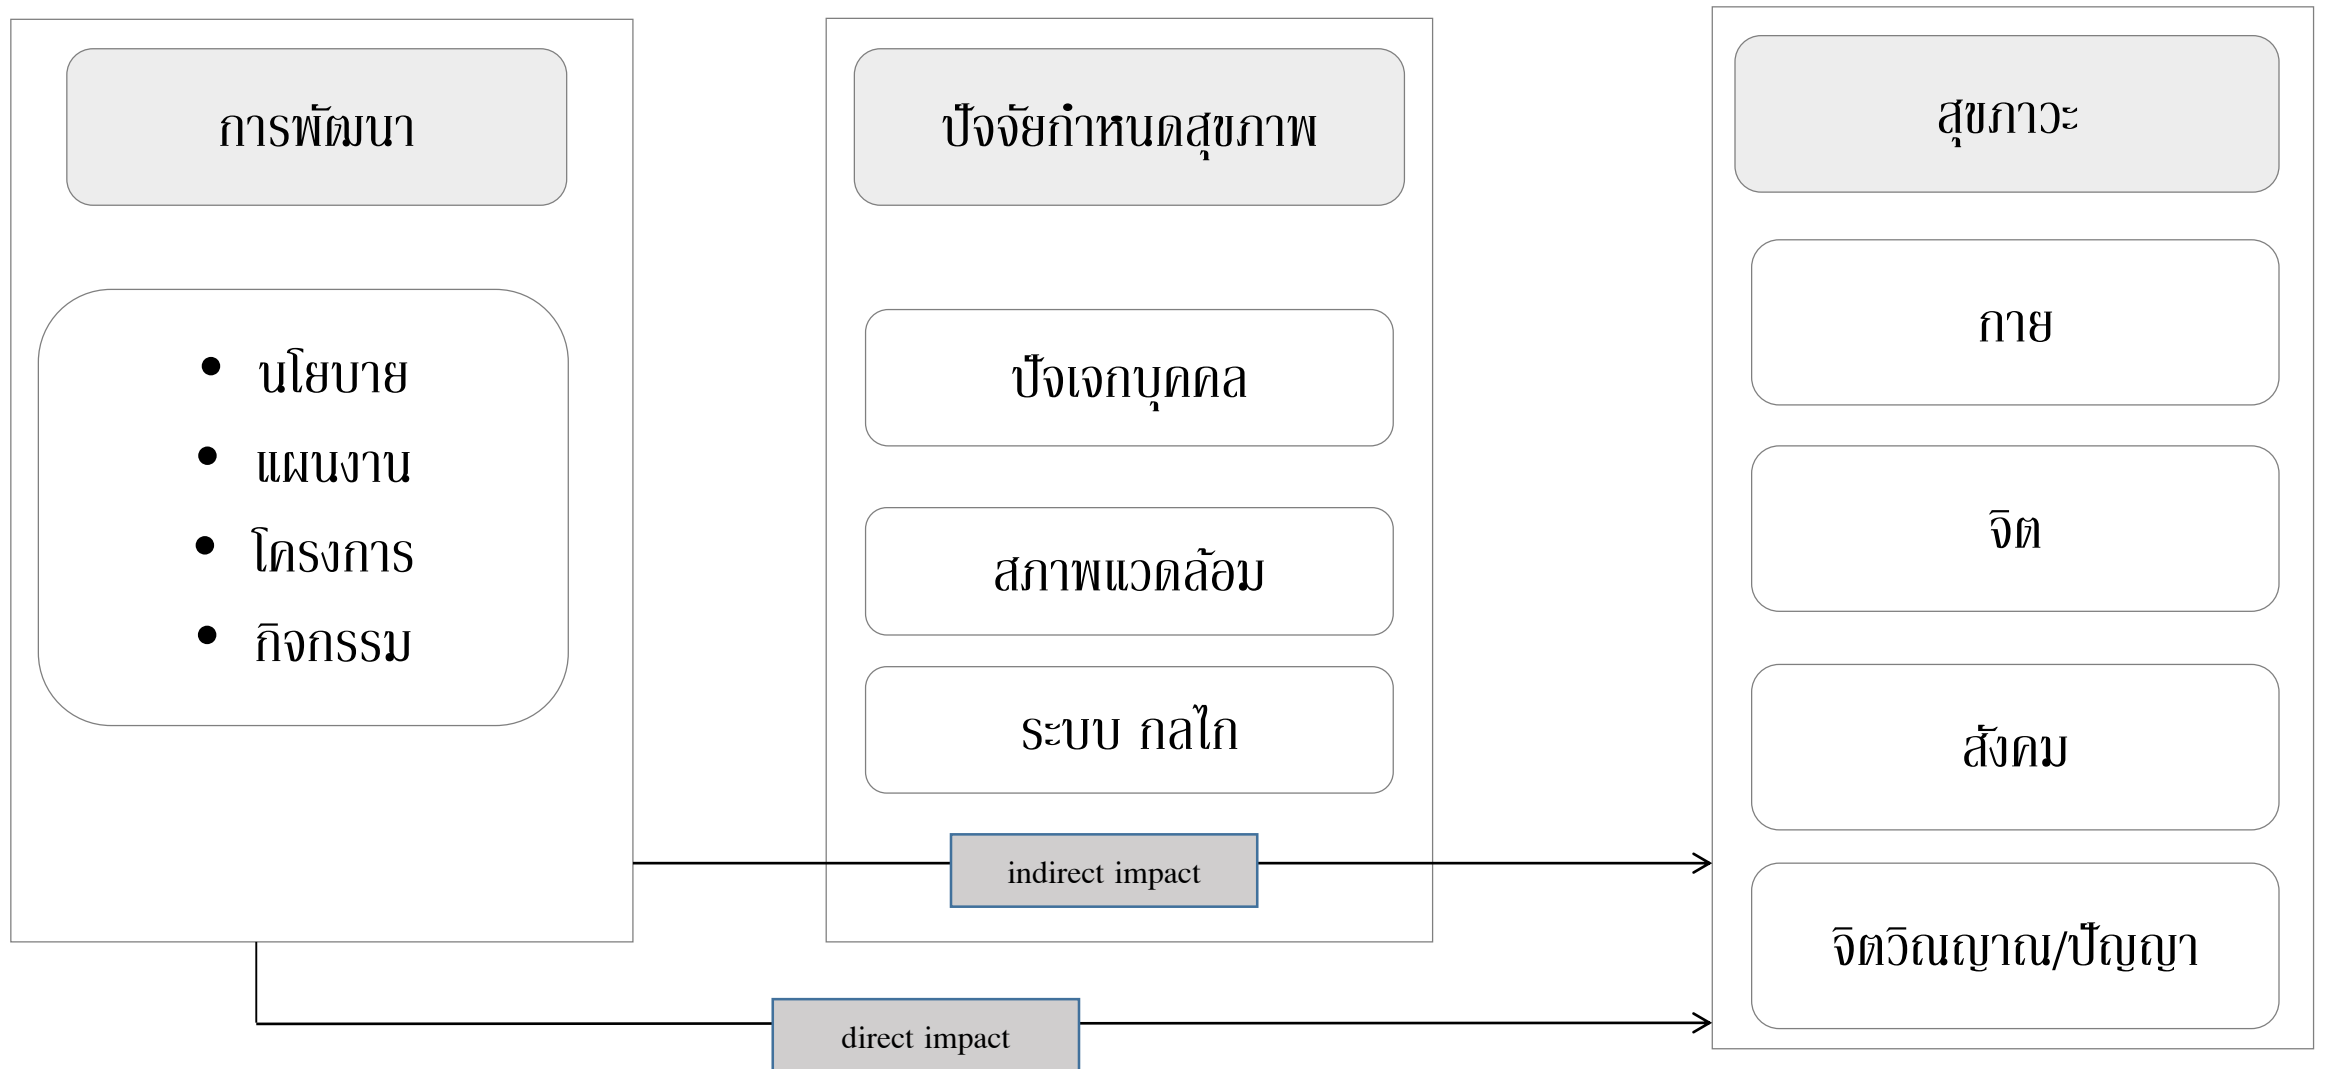 การพัฒนา
• นโยบาย
• แผนงาน
• โครงการ
• กิจกรรม
ปัจจัยกำหนดสุขภาพ
ปัจเจกบุคคล
สภาพแวดล้อม
ระบบ กลไก
indirect impact
direct impact
สุขภาวะ
กาย
จิต
สังคม
จิตวิณญาณ/ปัญญา